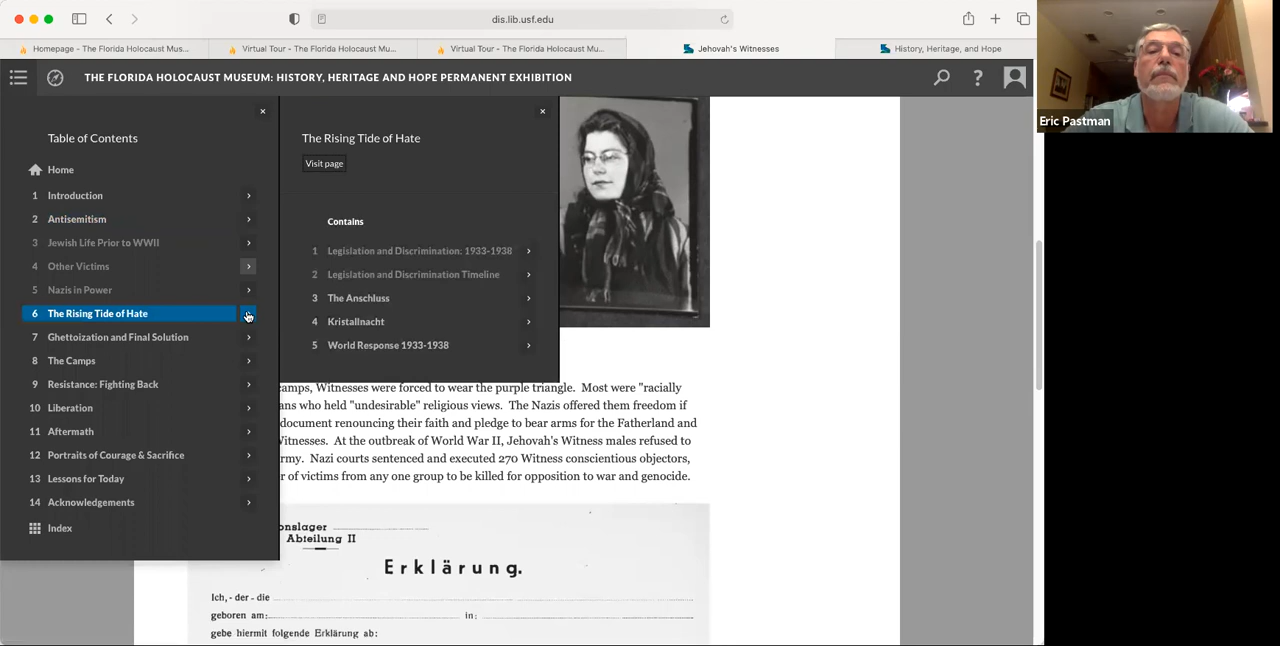 dis.lib.usf.edu
Homepage - The Florida Holocaust Mus...
Virtual Tour - The Florida Holocaust Mu...
Virtual Tour - The Florida Holocaust Mu...
Jehovah's Witnesses
History, Heritage, and Hope
THE FLORIDA HOLOCAUST MUSEUM: HISTORY, HERITAGE AND HOPE PERMANENT EXHIBITION
?
Eric Pastman
Table of Contents
Home
1 Introduction
2 Antisemitism
3 Jewish Life Prior to WWII
4 Other Victims
5 Nazis in Power
6 The Rising Tide of Hate
7 Ghettoization and Final Solution
8 The Camps
9 Resistance: Fighting Back
10 Liberation
11 Aftermath
12 Portraits of Courage & Sacrifice
13 Lessons for Today
14 Acknowledgements
Index
The Rising Tide of Hate
Visit page
Contains
1 Legislation and Discrimination: 1933-1938
2 Legislation and Discrimination Timeline
3 The Anschluss
4 Kristallnacht
5 World Response 1933-1938
camps, Witnesses were forced to wear the purple triangle. Most were "racially
ans who held "undesirable" religious views. The Nazis offered them freedom if
document renouncing their faith and pledge to bear arms for the Fatherland and
Witnesses. At the outbreak of World War II, Jehovah's Witness males refused to
rmy. Nazi courts sentenced and executed 270 Witness conscientious objectors,
r of victims from any one group to be killed for opposition to war and genocide.
onslager
Abteilung II
Erklärung.
Ich, - der - die
geboren am: in:
gebe hiermit folgende Erklärung ab: